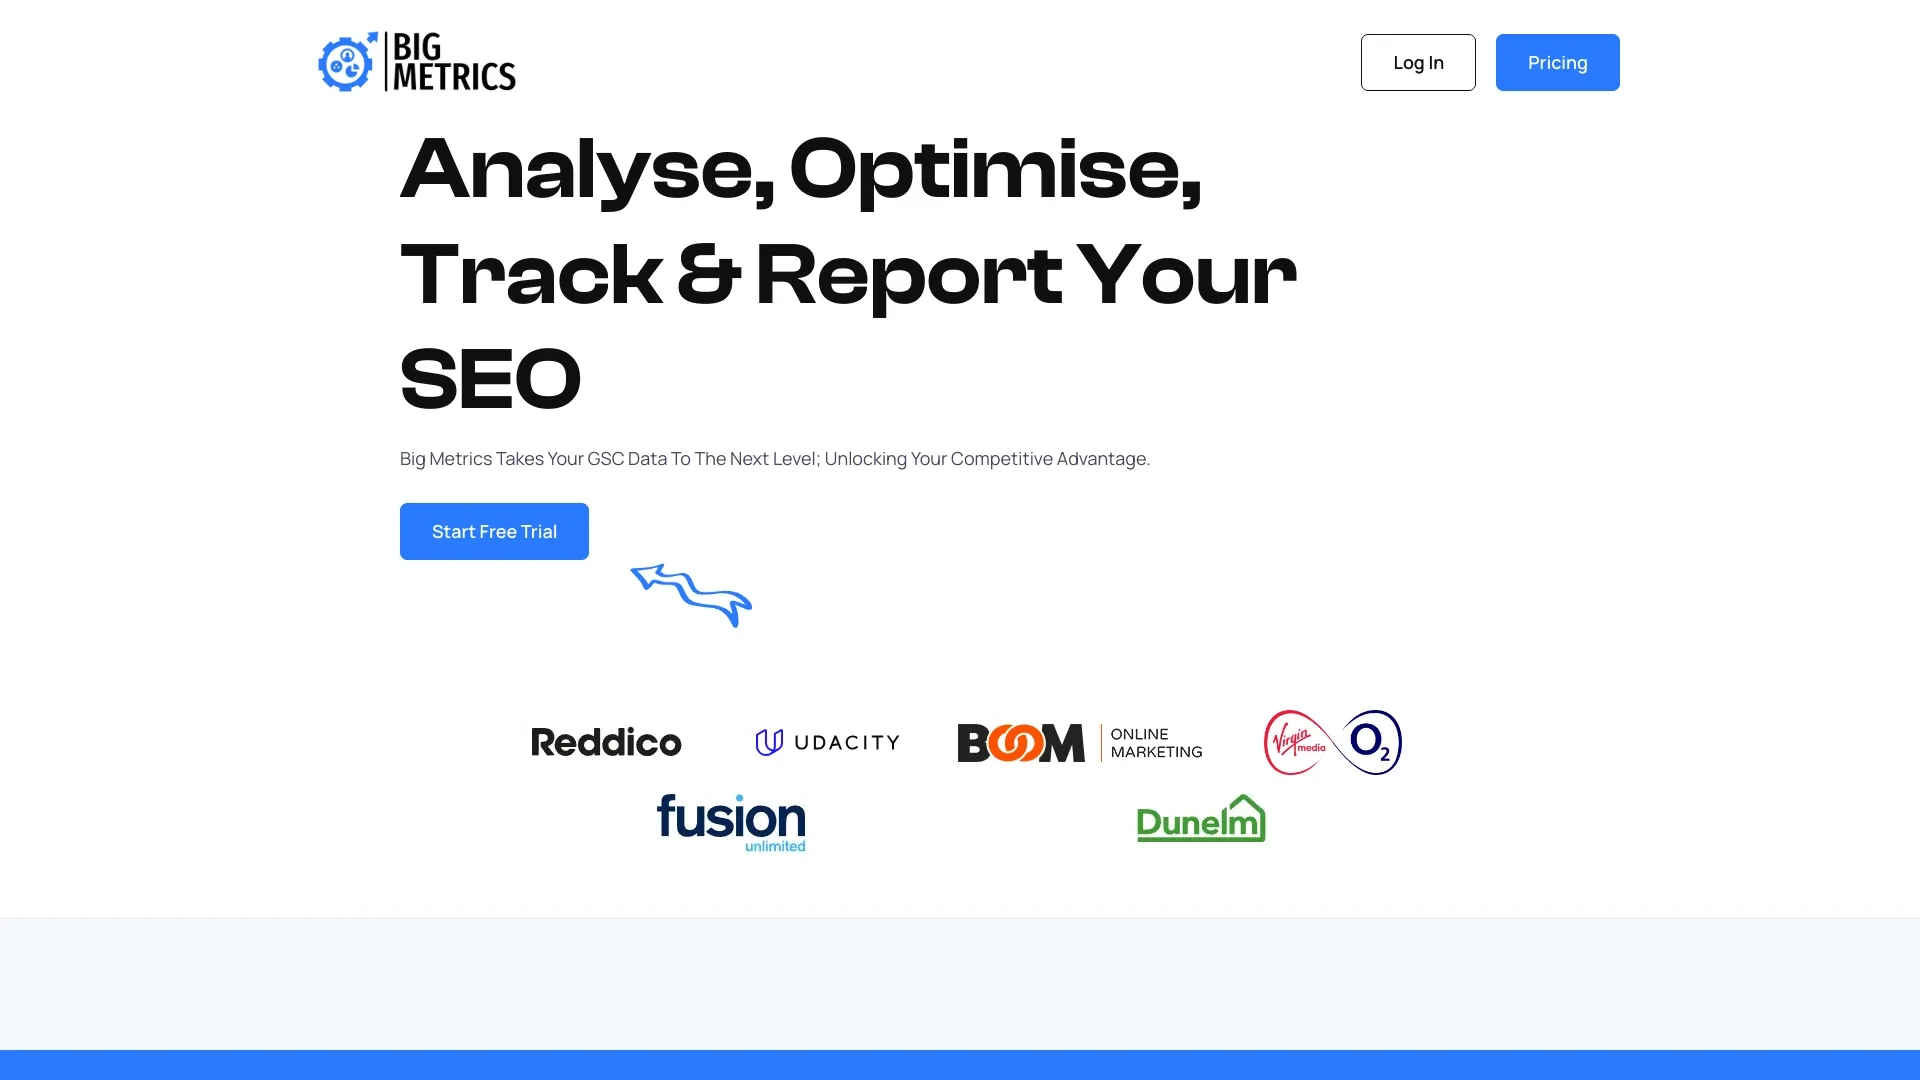 BIG
METRICS
Log In
Pricing
Analyse, Optimise,
Track & Report Your
SEO
Big Metrics Takes Your GSC Data To The Next Level; Unlocking Your Competitive Advantage.
Start Free Trial
Reddico
UDACITY
BOOM
ONLINE
MARKETING
Virgin
media
O2
fusion
unlimited
Dunelm